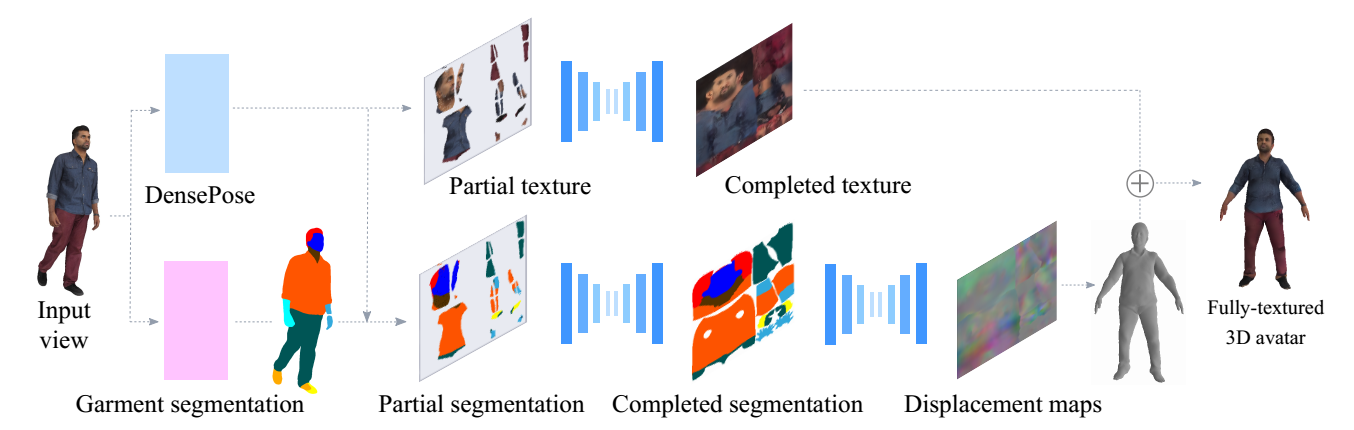 DensePose
Partial texture
Completed texture
Input
view
Fully-textured
3D avatar
Garment segmentation
Partial segmentation
Completed segmentation
Displacement maps